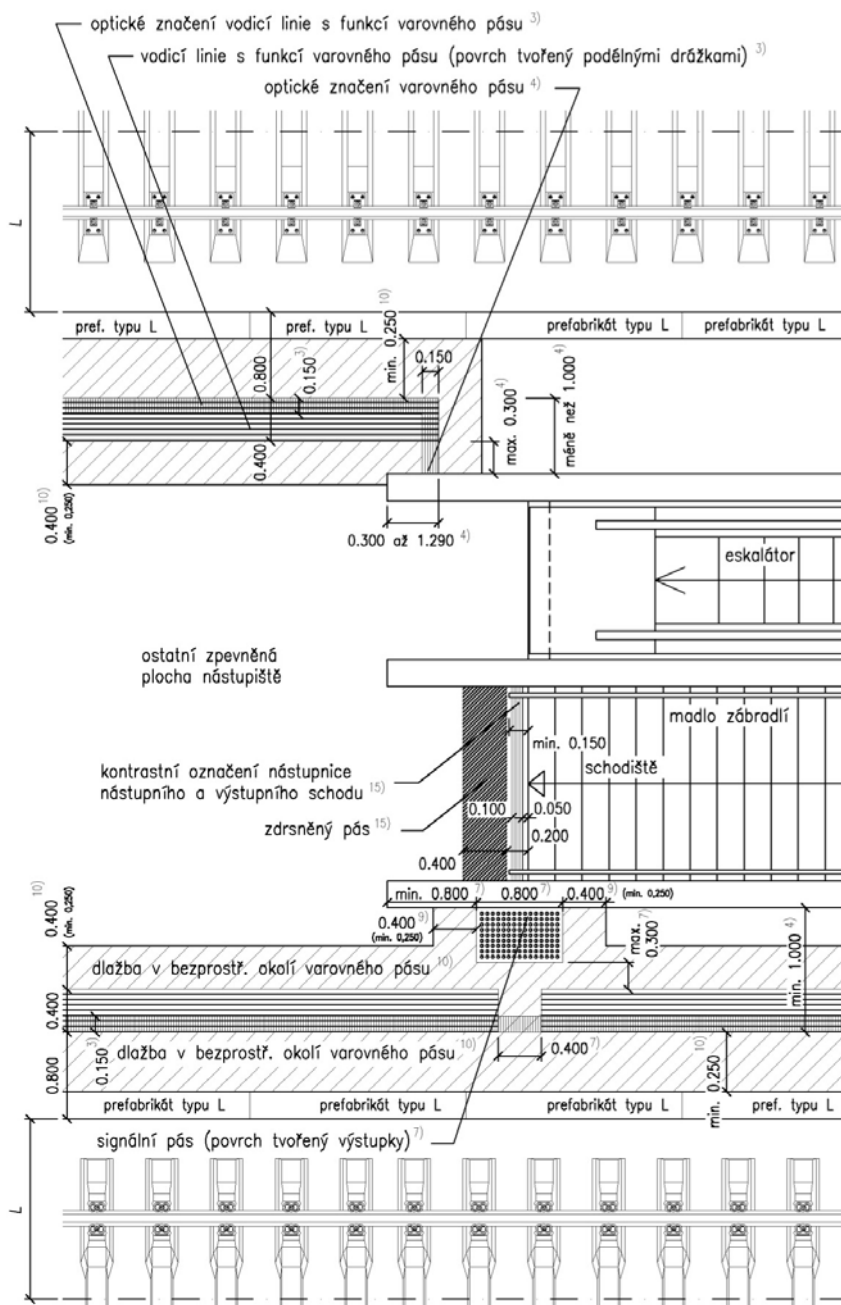 optické značení vodicí linie s funkcí varovného pásu 3)
vodicí linie s funkcí varovného pásu (povrch tvořený podélnými drážkami) 3)
optické značení varovného pásu 4)
L
pref. typu L
pref. typu L
prefabrikát typu L
prefabrikát typu L
0.800
0.150 3)
min. 0.250 10)
0.150
max. 0.300 4)
méně než 1.000 4)
0.400
0.400 10)
(min. 0,250)
0.300 až 1.290 4)
eskalátor
ostatní zpevněná
plocha nástupiště
madlo zábradlí
min. 0.150
schodiště
kontrastní označení nástupnice
nástupního a výstupního schodu 15)
0.100
0.050
zdrsněný pás 15)
0.200
0.400
min. 0.800 7)
0.800 7)
0.400 9) (min. 0,250)
0.400 10)
(min. 0,250)
0.400 9)
(min. 0,250)
max. 0.300 7)
min. 1.000 4)
dlažba v bezprostř. okolí varovného pásu 10)
0.400
0.150 3)
dlažba v bezprostř. okolí varovného pásu 10)
0.400 7)
0.800
min. 0.250 10)
prefabrikát typu L
prefabrikát typu L
prefabrikát typu L
pref. typu L
signální pás (povrch tvořený výstupky) 7)
L